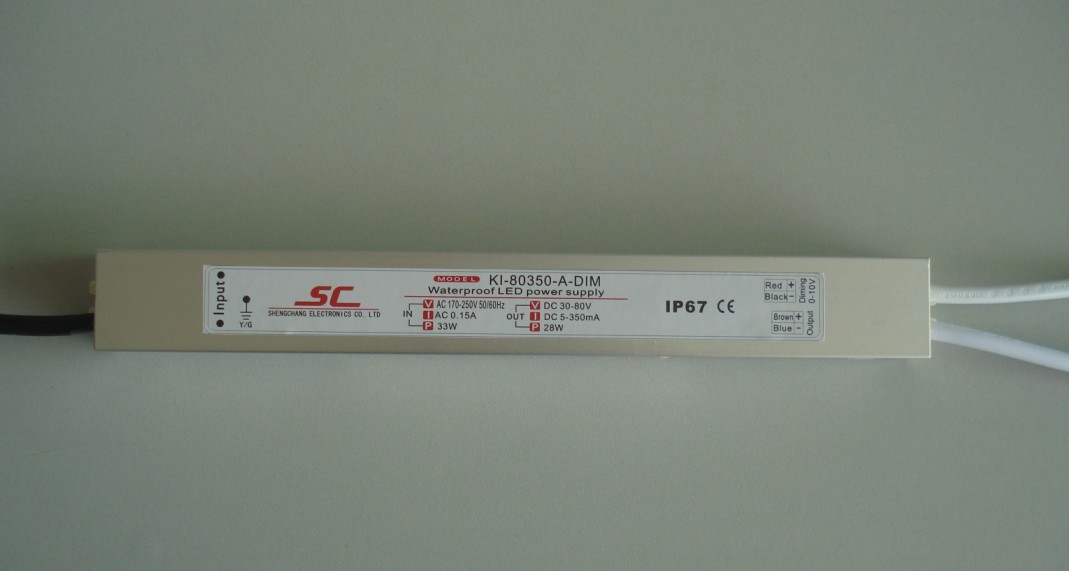 Input
Y/G
SC
SHENGCHANG ELECTRONICS CO. LTD
MODEL KI-80350-A-DIM
Waterproof LED power supply
IN
V AC 170-250V 50/60Hz
I AC 0.15A
P 33W
OUT
V DC 30-80V
I DC 5-350mA
P 28W
IP67 CE
Red +
Black -
Diming
0-10V
Brown +
Blue -
Output